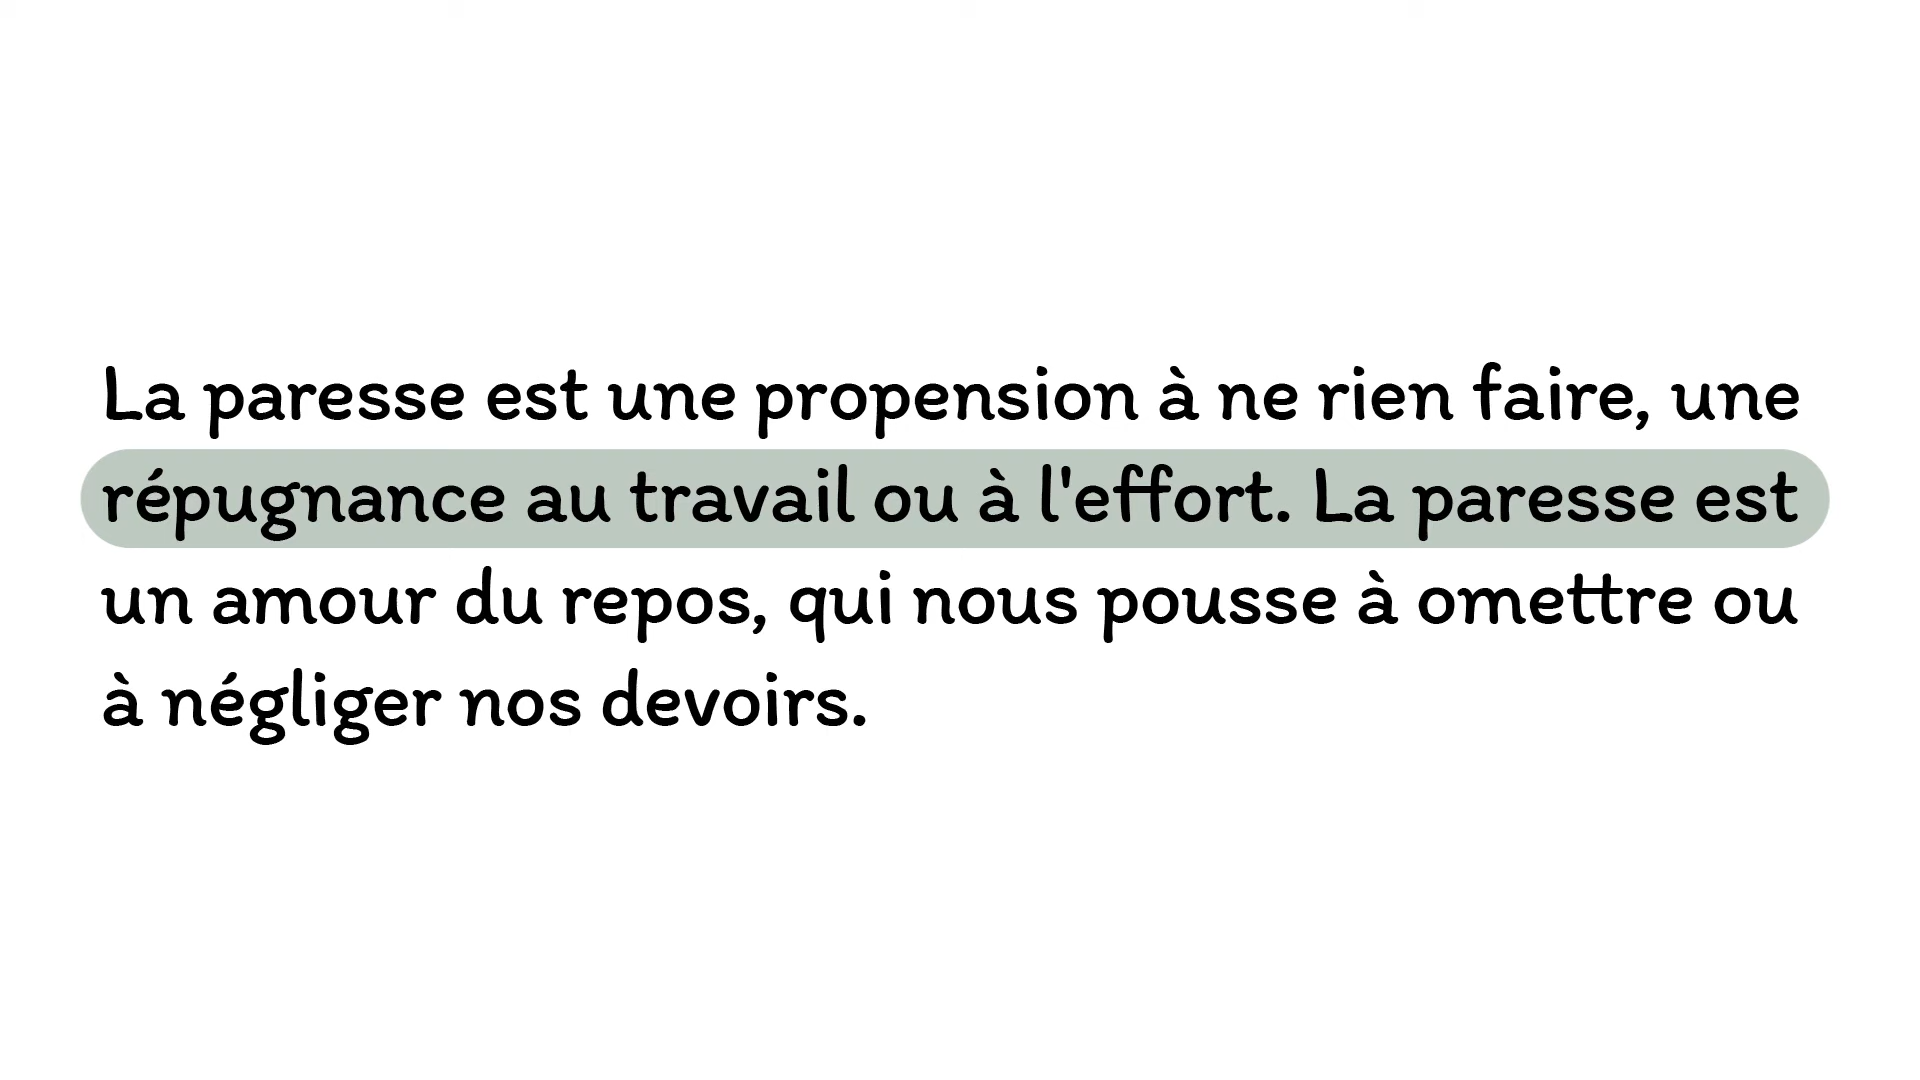 La paresse est une propension à ne rien faire, une
répugnance au travail ou à l'effort. La paresse est
un amour du repos, qui nous pousse à omettre ou
à négliger nos devoirs.